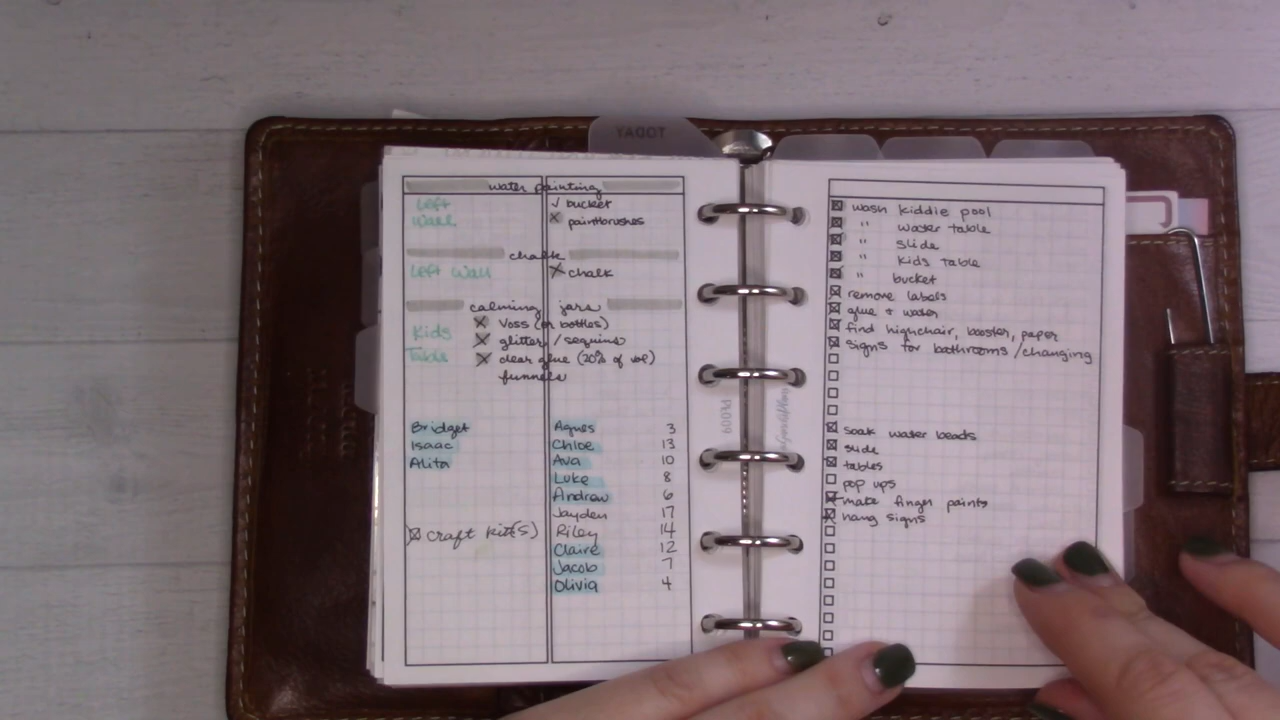 TODAY
water painting
Left
Wall
✓ bucket
☒ paintbrushes
chalk
Left Wall
☒ chalk
calming jars
Kids
Table
☒ Voss (or bottles)
☒ glitter / sequins
☒ clear glue (20% of vol)
funnels
Bridget
Isaac
Alita
Agnes 3
Chloe 13
Ava 10
Luke 8
Andrew 6
Jayden 17
Riley 14
Claire 12
Jacob 7
Olivia 4
☒ craft kit(s)
☒ wash kiddie pool
☒ " water table
☒ " slide
☒ " kids table
☒ " bucket
☒ remove labels
☒ glue & water
☒ find highchair, booster, paper
☒ signs for bathrooms / changing
☒ soak water beads
☒ slide
☒ tables
☐ pop ups
☒ make finger paints
☒ hang signs